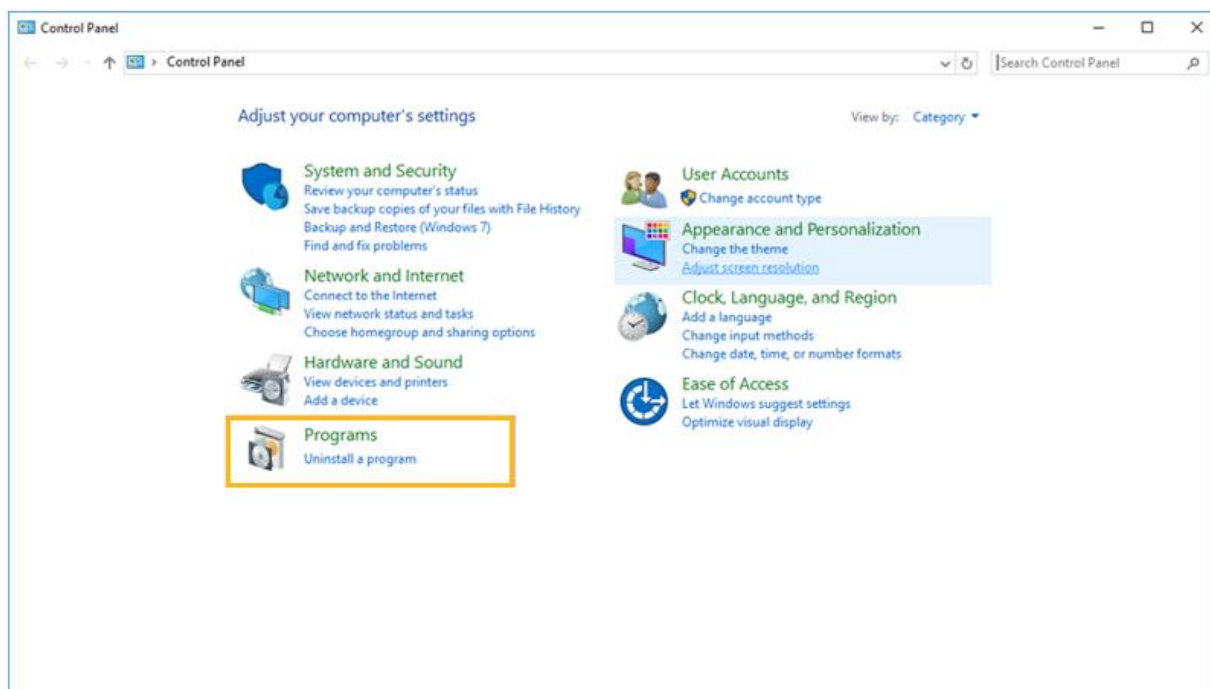 Control Panel
Control Panel
Search Control Panel
Adjust your computer's settings
View by: Category
System and Security
Review your computer's status
Save backup copies of your files with File History
Backup and Restore (Windows 7)
Find and fix problems
Network and Internet
Connect to the Internet
View network status and tasks
Choose homegroup and sharing options
Hardware and Sound
View devices and printers
Add a device
Programs
Uninstall a program
User Accounts
Change account type
Appearance and Personalization
Change the theme
Adjust screen resolution
Clock, Language, and Region
Add a language
Change input methods
Change date, time, or number formats
Ease of Access
Let Windows suggest settings
Optimize visual display